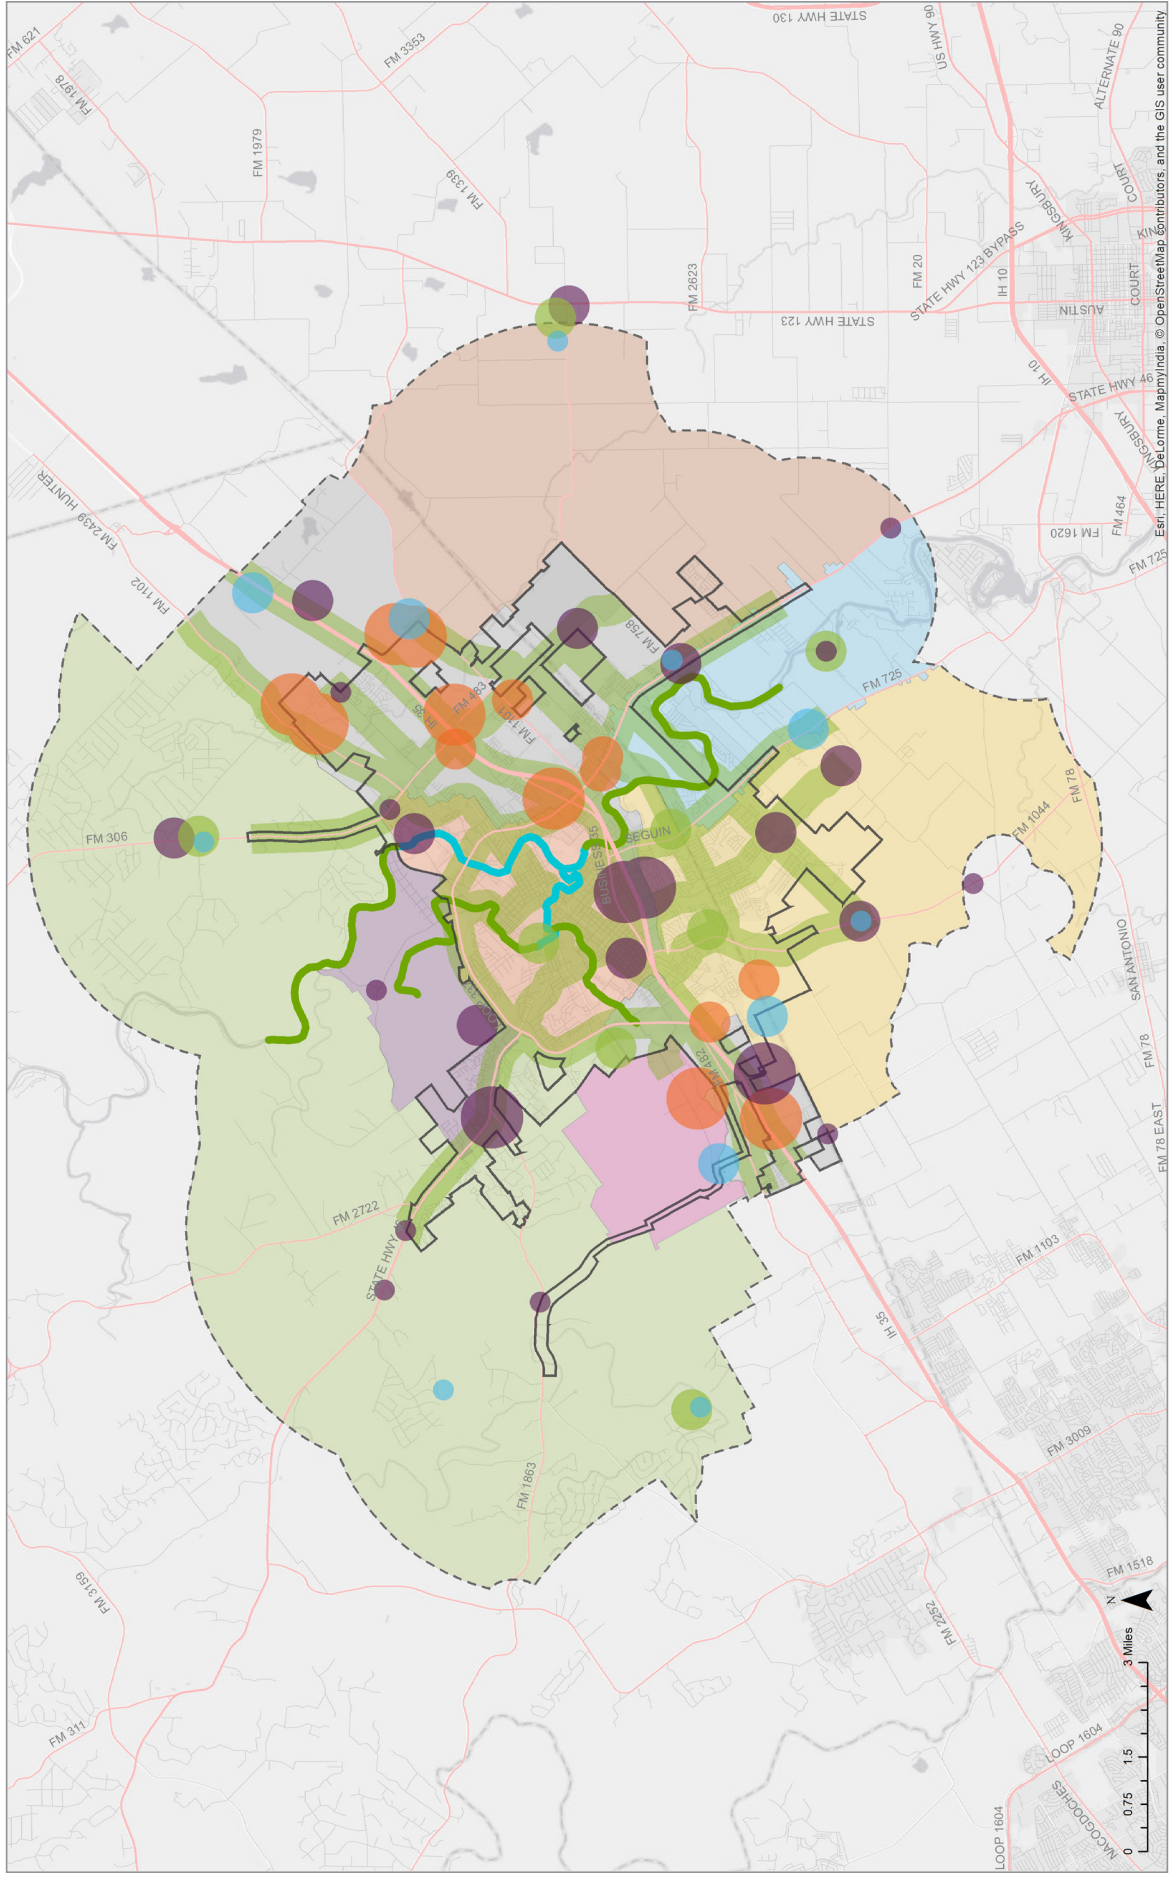 FM 621
FM 1978
FM 3353
STATE HWY 130
US HWY 90
ALTERNATE 90
FM 1979
FM 1339
KINGSBURY
COURT
FM 2623
STATE HWY 123
STATE HWY 123 BYPASS
FM 20
IH 10
AUSTIN
COURT
IH 10
STATE HWY 46
FM 2439 HUNTER
FM 1102
FM 464
FM 1620
FM 725
FM 758
FM 725
IH 35
FM 483
FM 1101
FM 306
SEGUIN
BUSINESS 35
FM 78
FM 1044
SAN ANTONIO
FM 78
FM 482
FM 78 EAST
FM 2722
STATE HWY
FM 1103
IH 35
FM 3009
FM 1863
FM 1518
FM 3159
FM 2252
FM 311
LOOP 1604
LOOP 1604
NACOGDOCHES
N
0 0.75 1.5 3 Miles
Esri, HERE, DeLorme, MapmyIndia, © OpenStreetMap contributors, and the GIS user community